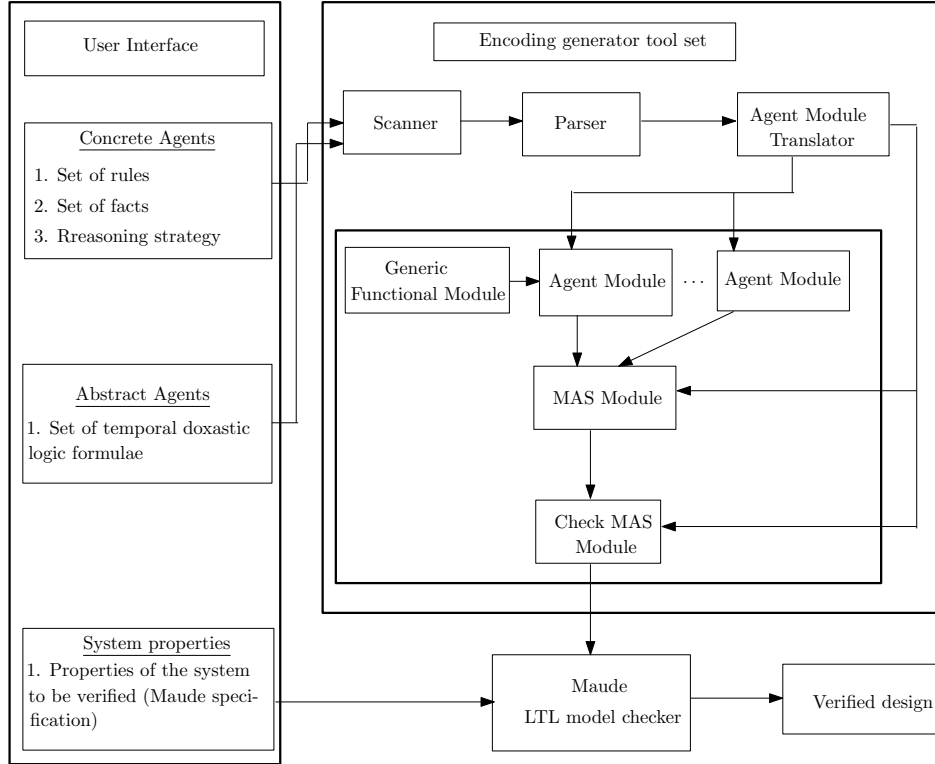 User Interface
Encoding generator tool set
Concrete Agents
1. Set of rules
2. Set of facts
3. Rreasoning strategy
Scanner
Parser
Agent Module
Translator
Generic
Functional Module
Agent Module
...
Agent Module
Abstract Agents
1. Set of temporal doxastic
logic formulae
MAS Module
Check MAS
Module
System properties
1. Properties of the system
to be verified (Maude speci-
fication)
Maude
LTL model checker
Verified design